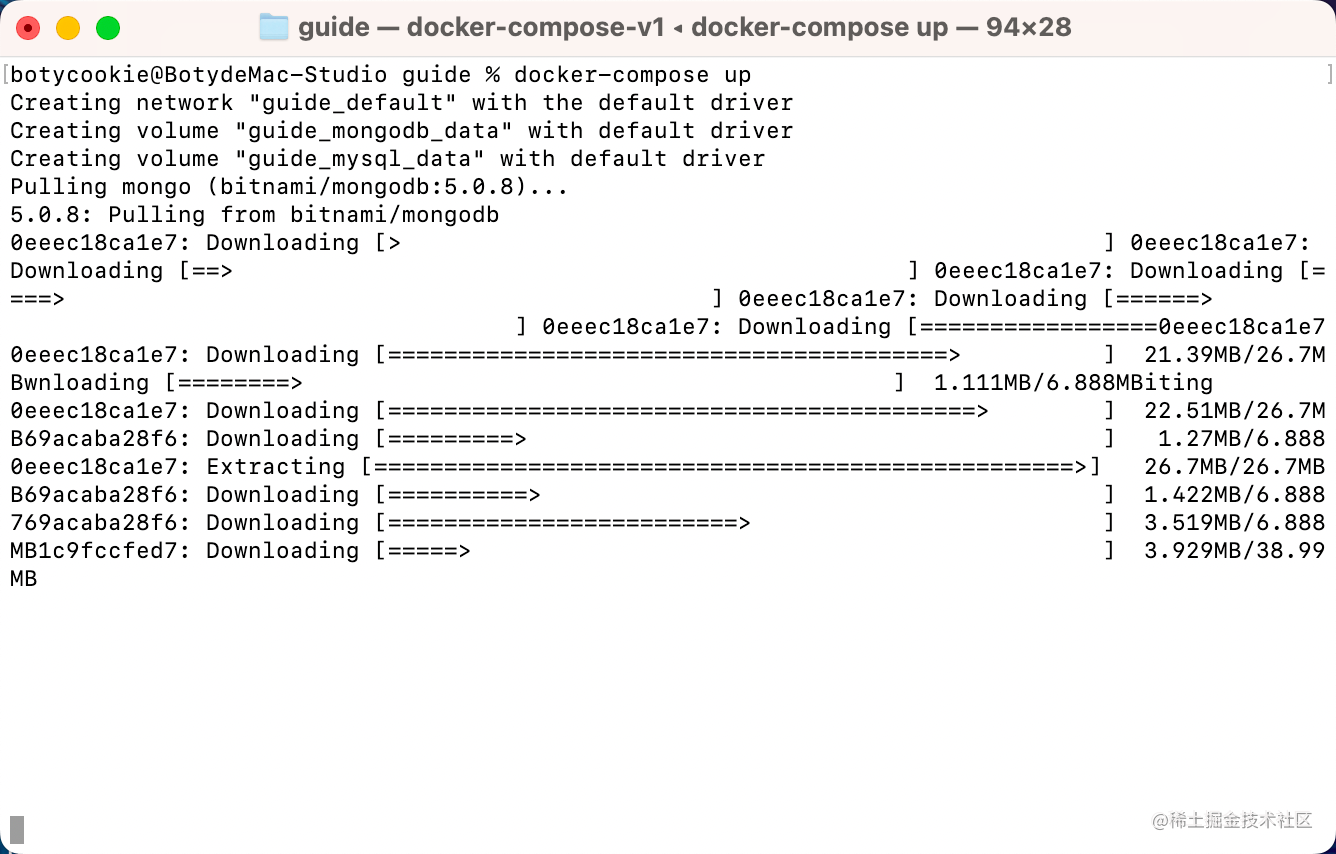 guide — docker-compose-v1 ◂ docker-compose up — 94×28
[botycookie@BotydeMac-Studio guide % docker-compose up ]
Creating network "guide_default" with the default driver
Creating volume "guide_mongodb_data" with default driver
Creating volume "guide_mysql_data" with default driver
Pulling mongo (bitnami/mongodb:5.0.8)...
5.0.8: Pulling from bitnami/mongodb
0eeec18ca1e7: Downloading [> ] 0eeec18ca1e7:
Downloading [==> ] 0eeec18ca1e7: Downloading [=
===> ] 0eeec18ca1e7: Downloading [======>
] 0eeec18ca1e7: Downloading [=================0eeec18ca1e7
0eeec18ca1e7: Downloading [========================================> ] 21.39MB/26.7M
Bwnloading [========> ] 1.111MB/6.888MBiting
0eeec18ca1e7: Downloading [==========================================> ] 22.51MB/26.7M
B69acaba28f6: Downloading [=========> ] 1.27MB/6.888
0eeec18ca1e7: Extracting [==================================================>] 26.7MB/26.7MB
B69acaba28f6: Downloading [==========> ] 1.422MB/6.888
769acaba28f6: Downloading [=========================> ] 3.519MB/6.888
MB1c9fccfed7: Downloading [=====> ] 3.929MB/38.99
MB
@稀土掘金技术社区